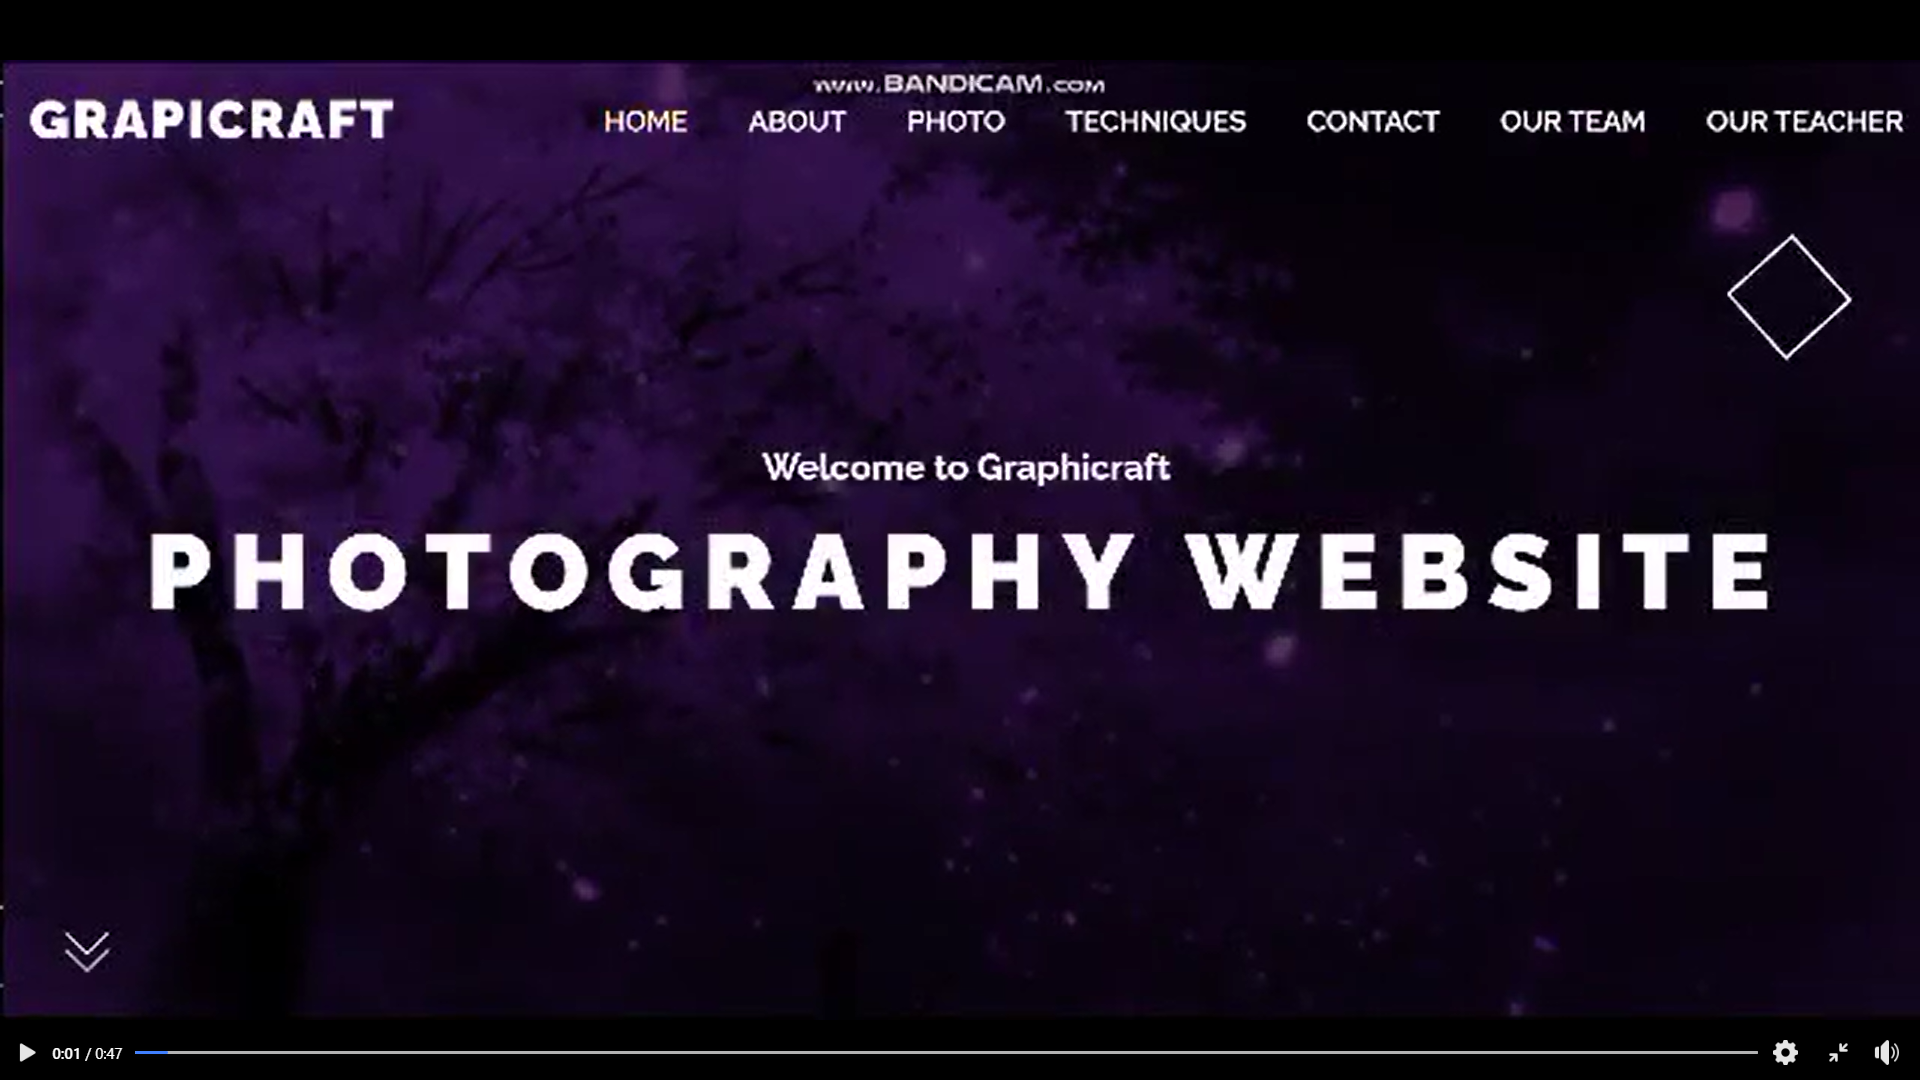 www.BANDICAM.com
GRAPICRAFT HOME ABOUT PHOTO TECHNIQUES CONTACT OUR TEAM OUR TEACHER
Welcome to Graphicraft
PHOTOGRAPHY WEBSITE
0:01 / 0:47